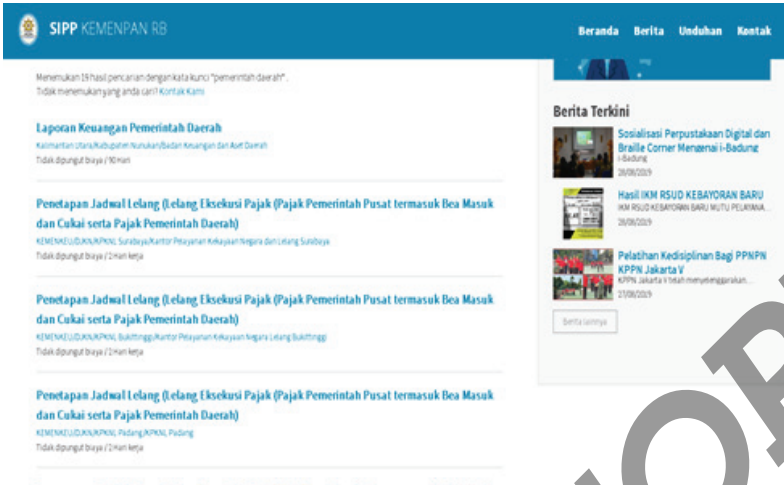 SIPP KEMENPAN RB
Beranda Berita Unduhan Kontak
Menemukan 19 hasil pencarian dengan kata kunci "pemerintah daerah".
Tidak menemukan yang anda cari? Kontak Kami
Laporan Keuangan Pemerintah Daerah
Kalimantan Utara/Kabupaten Nunukan/Badan Keuangan dan Aset Daerah
Tidak dipungut biaya / 90 Hari
Penetapan Jadwal Lelang (Lelang Eksekusi Pajak (Pajak Pemerintah Pusat termasuk Bea Masuk
dan Cukai serta Pajak Pemerintah Daerah)
KEMENKEU/DJKN/KPKNL Surabaya/Kantor Pelayanan Kekayaan Negara dan Lelang Surabaya
Tidak dipungut biaya / 2 Hari kerja
Penetapan Jadwal Lelang (Lelang Eksekusi Pajak (Pajak Pemerintah Pusat termasuk Bea Masuk
dan Cukai serta Pajak Pemerintah Daerah)
KEMENKEU/DJKN/KPKNL Bukittinggi/Kantor Pelayanan Kekayaan Negara Lelang Bukittinggi
Tidak dipungut biaya / 2 Hari kerja
Penetapan Jadwal Lelang (Lelang Eksekusi Pajak (Pajak Pemerintah Pusat termasuk Bea Masuk
dan Cukai serta Pajak Pemerintah Daerah)
KEMENKEU/DJKN/KPKNL Padang/KPKNL Padang
Tidak dipungut biaya / 2 Hari kerja
Berita Terkini
Sosialisasi Perpustakaan Digital dan
Braille Corner Mengenai i-Badung
i-Badung
28/08/2019
Hasil IKM RSUD KEBAYORAN BARU
IKM RSUD KEBAYORAN BARU MUTU PELAYANA...
28/08/2019
Pelatihan Kedisiplinan Bagi PPNPN
KPPN Jakarta V
KPPN Jakarta V telah menyelenggarakan...
27/08/2019
Berita lainnya